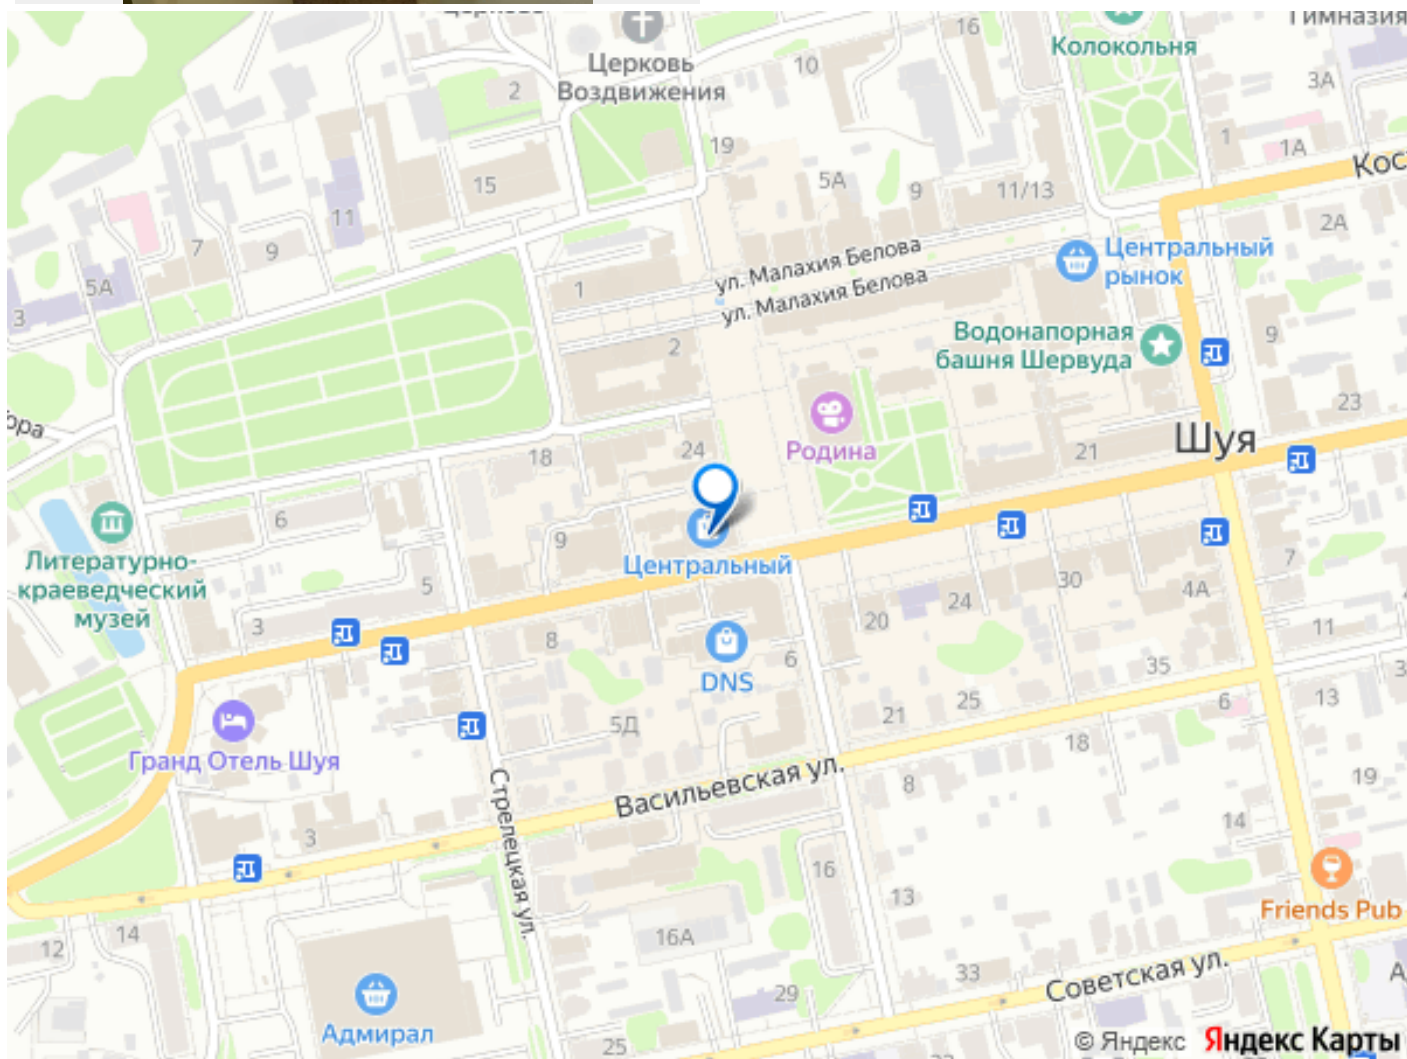 Гимназия
16
Колокольня
Церковь
Воздвижения
10
3А
2
19
1
1А
Кос
15
5А
9
11/13
11
2А
7
9
ул. Малахия Белова
Центральный
рынок
5А
1
ул. Малахия Белова
3
Водонапорная
башня Шервуда
9
2
23
Родина
Шуя
ора
18
24
21
6
9
Центральный
Литературно-
краеведческий
музей
5
7
30
4А
24
3
8
20
11
6
35
DNS
25
13
6
21
5Д
Гранд Отель Шуя
18
19
Васильевская ул.
8
Стрелецкая ул.
3
14
16
13
Friends Pub
14
12
16А
33
Советская ул.
29
Адмирал
25
© Яндекс Яндекс Карты